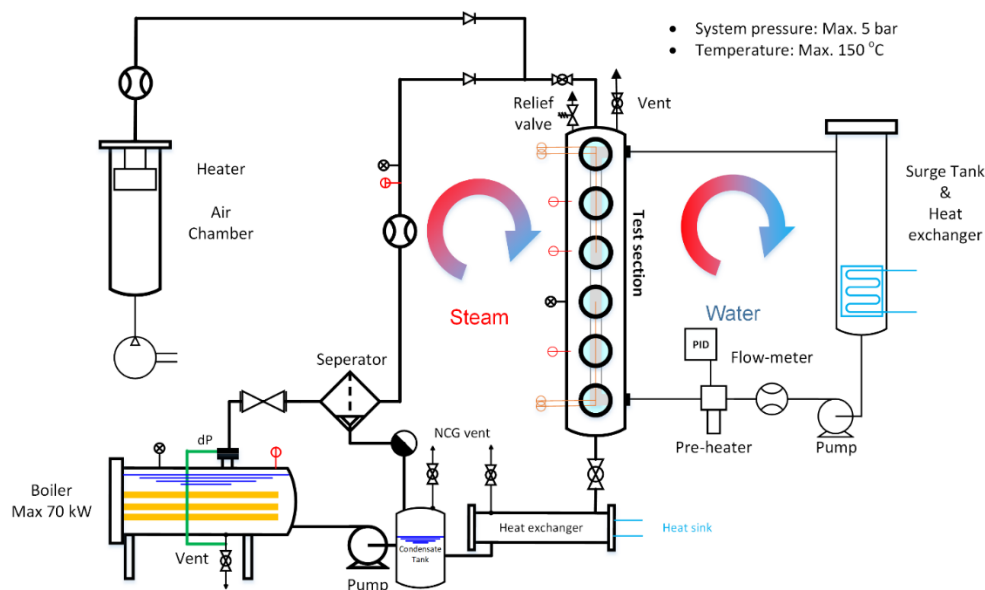 • System pressure: Max. 5 bar
• Temperature: Max. 150 °C
Relief
valve
Vent
Heater
Air
Chamber
Surge Tank
&
Heat
exchanger
Test section
Steam
Water
PID
Flow-meter
Seperator
Pre-heater
Pump
dP
NCG vent
Boiler
Max 70 kW
Heat exchanger
Heat sink
Condensate
Tank
Vent
Pump